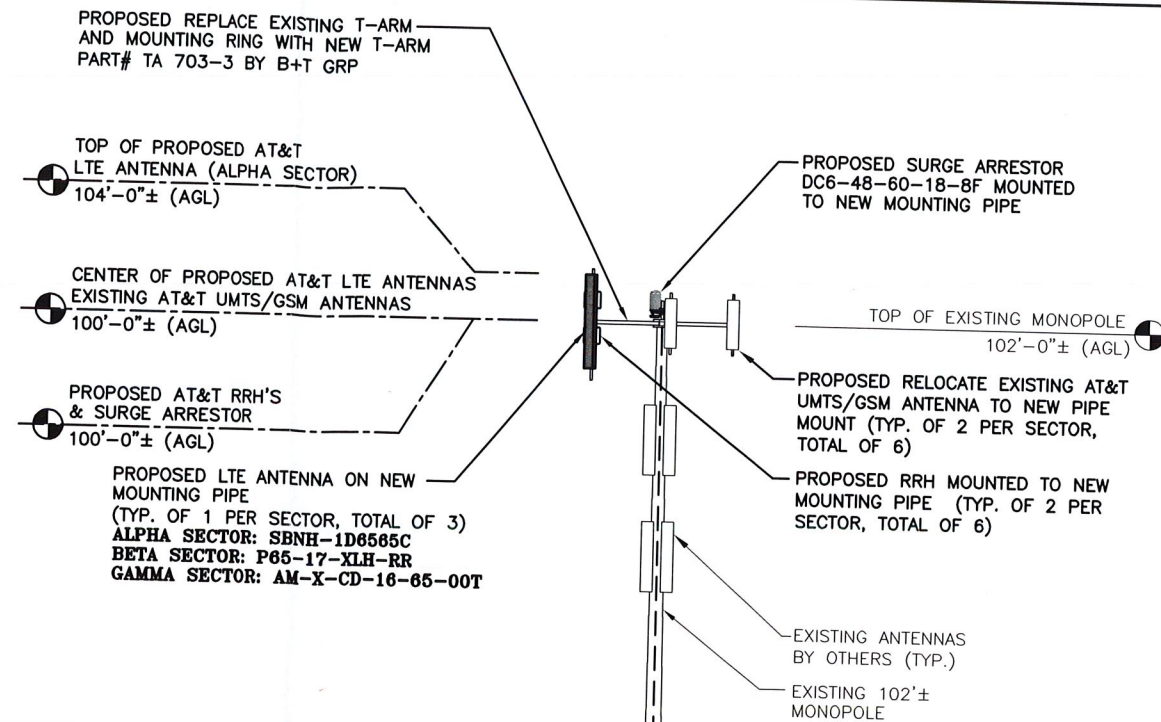 PROPOSED REPLACE EXISTING T-ARM
AND MOUNTING RING WITH NEW T-ARM
PART# TA 703-3 BY B+T GRP
TOP OF PROPOSED AT&T
LTE ANTENNA (ALPHA SECTOR)
104'-0"± (AGL)
CENTER OF PROPOSED AT&T LTE ANTENNAS
EXISTING AT&T UMTS/GSM ANTENNAS
100'-0"± (AGL)
PROPOSED AT&T RRH'S
& SURGE ARRESTOR
100'-0"± (AGL)
PROPOSED LTE ANTENNA ON NEW
MOUNTING PIPE
(TYP. OF 1 PER SECTOR, TOTAL OF 3)
ALPHA SECTOR: SBNH-1D6565C
BETA SECTOR: P65-17-XLH-RR
GAMMA SECTOR: AM-X-CD-16-65-00T
PROPOSED SURGE ARRESTOR
DC6-48-60-18-8F MOUNTED
TO NEW MOUNTING PIPE
TOP OF EXISTING MONOPOLE
102'-0"± (AGL)
PROPOSED RELOCATE EXISTING AT&T
UMTS/GSM ANTENNA TO NEW PIPE
MOUNT (TYP. OF 2 PER SECTOR,
TOTAL OF 6)
PROPOSED RRH MOUNTED TO NEW
MOUNTING PIPE (TYP. OF 2 PER
SECTOR, TOTAL OF 6)
EXISTING ANTENNAS
BY OTHERS (TYP.)
EXISTING 102'±
MONOPOLE